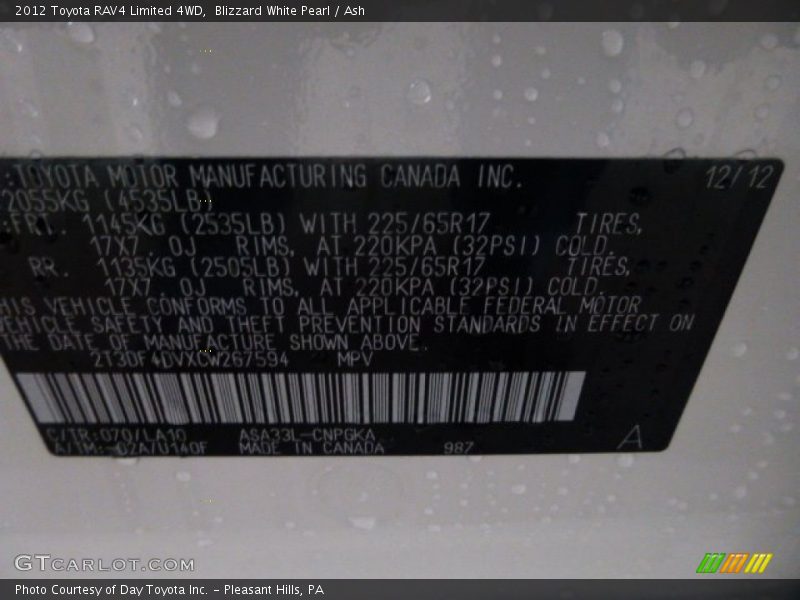 2012 Toyota RAV4 Limited 4WD, Blizzard White Pearl / Ash
:TOYOTA MOTOR MANUFACTURING CANADA INC. 12/12
2055KG (4535LB)
FRT. 1145KG (2535LB) WITH 225/65R17 TIRES,
17X7.0J RIMS, AT 220KPA (32PSI) COLD.
RR. 1135KG (2505LB) WITH 225/65R17 TIRES,
17X7.0J RIMS, AT 220KPA (32PSI) COLD.
HIS VEHICLE CONFORMS TO ALL APPLICABLE FEDERAL MOTOR
VEHICLE SAFETY AND THEFT PREVENTION STANDARDS IN EFFECT ON
THE DATE OF MANUFACTURE SHOWN ABOVE.
2T3DF4DVXCW267594 MPV
C/TR:070/LA10 ASA33L-CNPGKA
A/TM:-02A/U140F MADE IN CANADA 987 A
GTCARLOT.COM
Photo Courtesy of Day Toyota Inc. - Pleasant Hills, PA